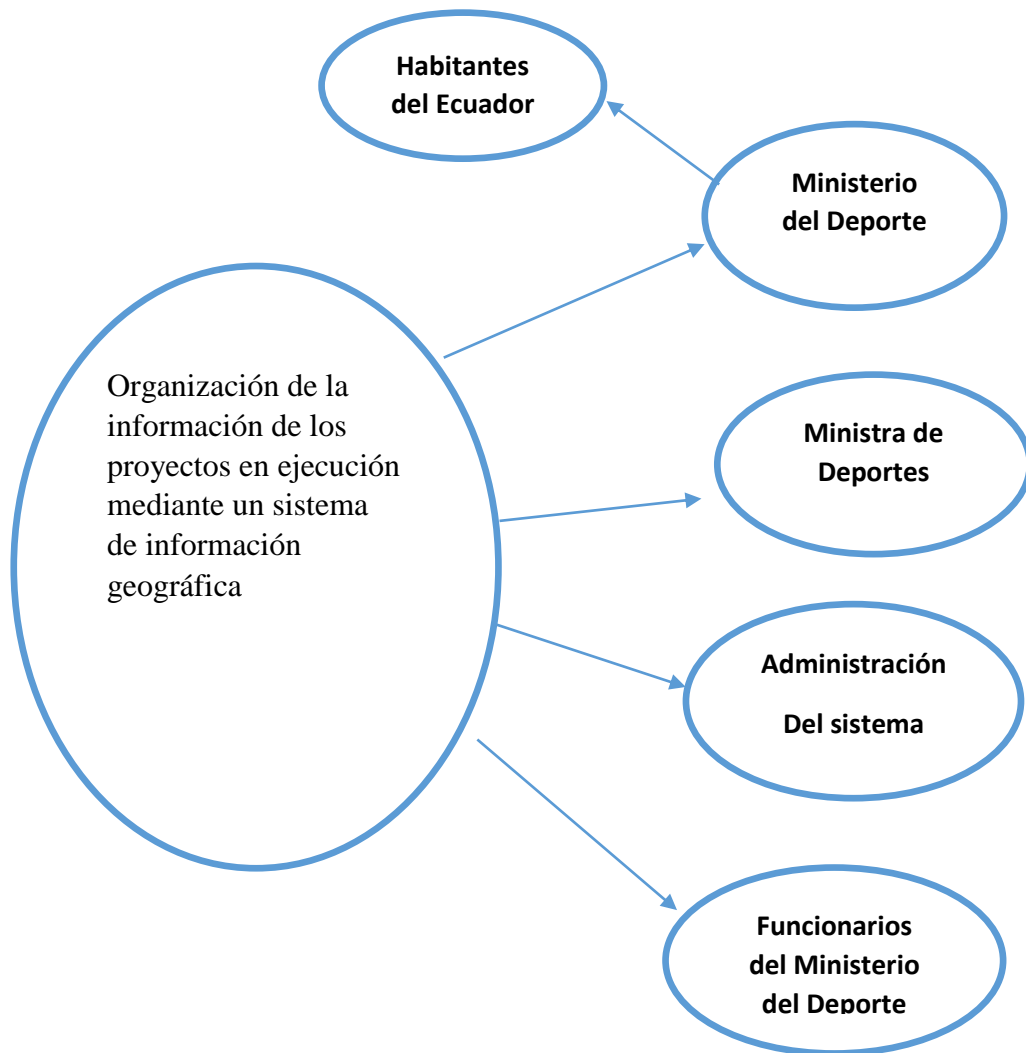 Habitantes
del Ecuador
Ministerio
del Deporte
Organización de la
información de los
proyectos en ejecución
mediante un sistema
de información
geográfica
Ministra de
Deportes
Administración
Del sistema
Funcionarios
del Ministerio
del Deporte